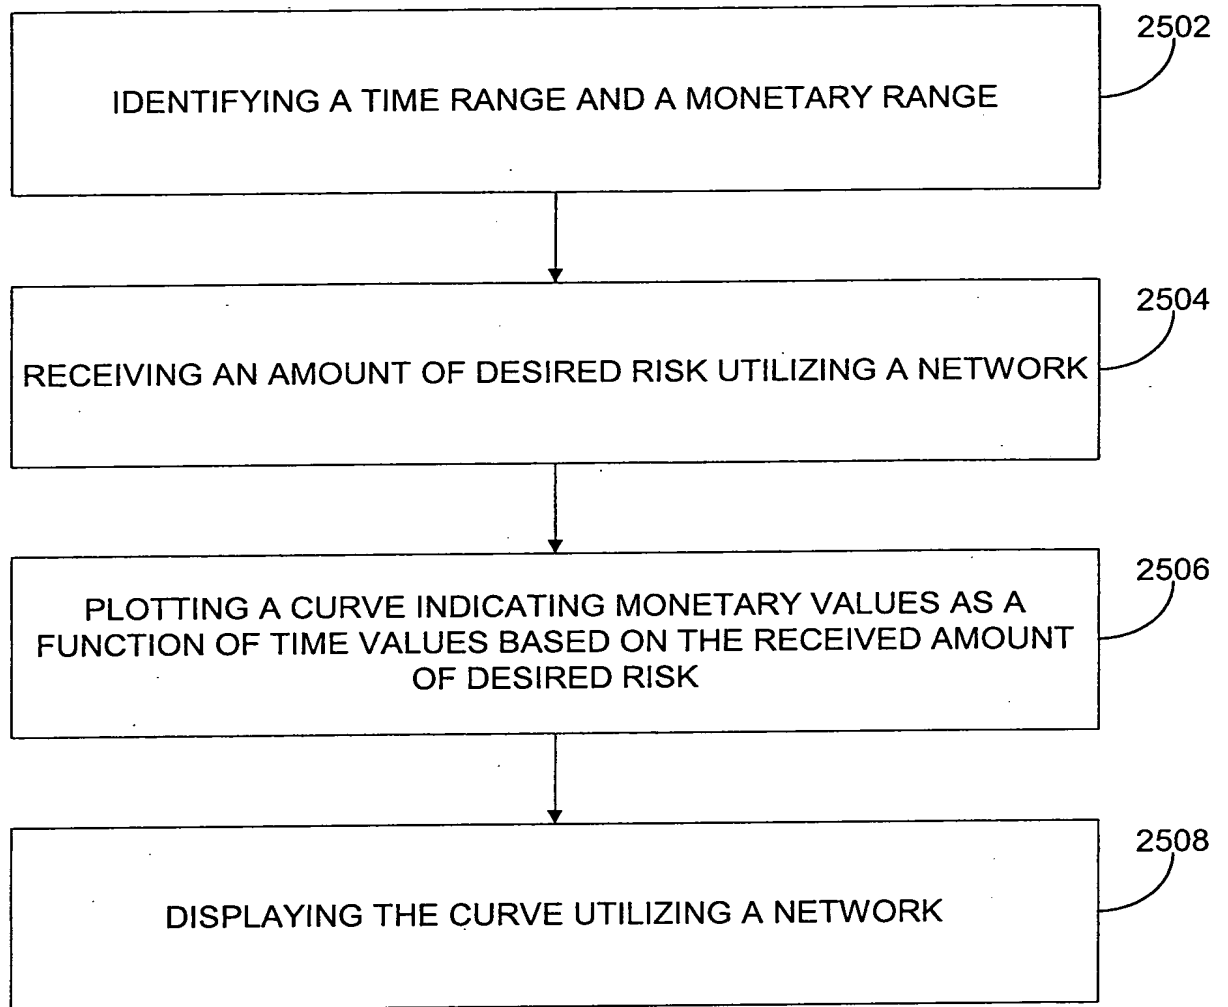 2502
IDENTIFYING A TIME RANGE AND A MONETARY RANGE
2504
RECEIVING AN AMOUNT OF DESIRED RISK UTILIZING A NETWORK
2506
PLOTTING A CURVE INDICATING MONETARY VALUES AS A
FUNCTION OF TIME VALUES BASED ON THE RECEIVED AMOUNT
OF DESIRED RISK
2508
DISPLAYING THE CURVE UTILIZING A NETWORK